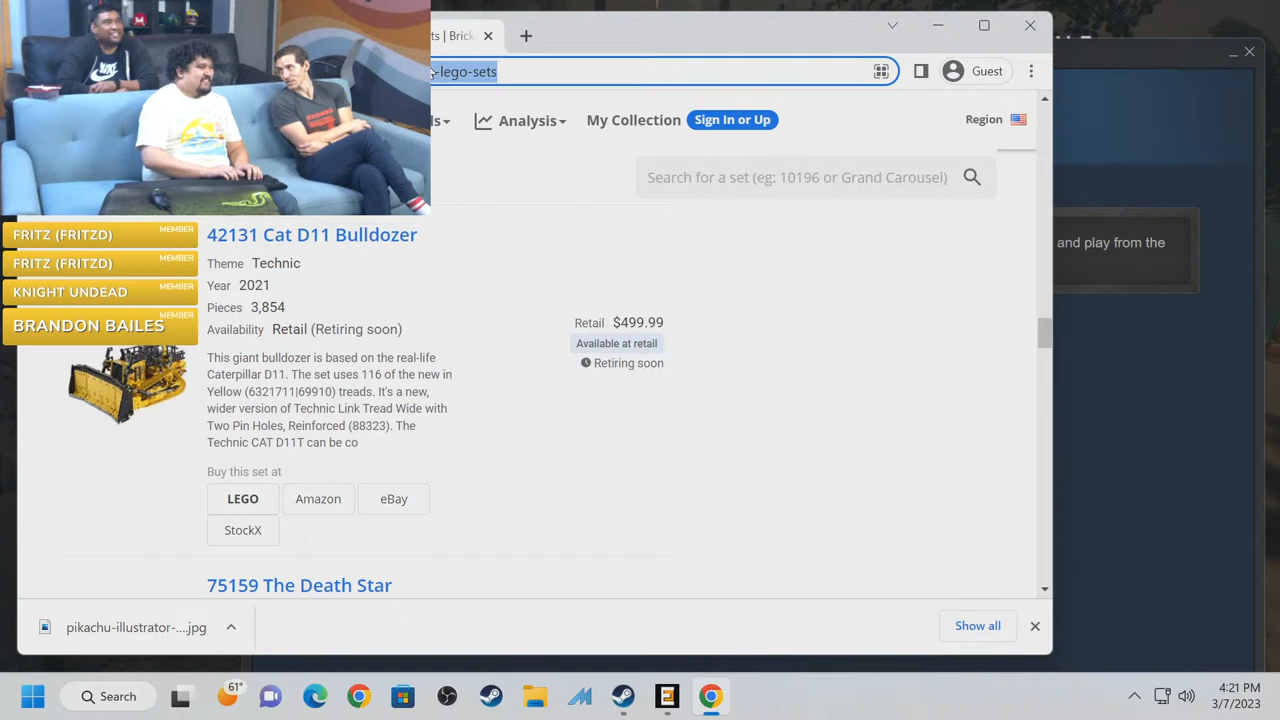 ts | Brick
-lego-sets
Guest
ls
Analysis
My Collection
Sign In or Up
Region
Search for a set (eg: 10196 or Grand Carousel)
and play from the
FRITZ (FRITZD)
MEMBER
FRITZ (FRITZD)
MEMBER
KNIGHT UNDEAD
MEMBER
BRANDON BAILES
MEMBER
42131 Cat D11 Bulldozer
Theme Technic
Year 2021
Pieces 3,854
Availability Retail (Retiring soon)
This giant bulldozer is based on the real-life
Caterpillar D11. The set uses 116 of the new in
Yellow (6321711|69910) treads. It's a new,
wider version of Technic Link Tread Wide with
Two Pin Holes, Reinforced (88323). The
Technic CAT D11T can be co
Retail $499.99
Available at retail
Retiring soon
Buy this set at
LEGO
Amazon
eBay
StockX
75159 The Death Star
pikachu-illustrator-....jpg
Show all
61°
Search
4:21 PM
3/7/2023